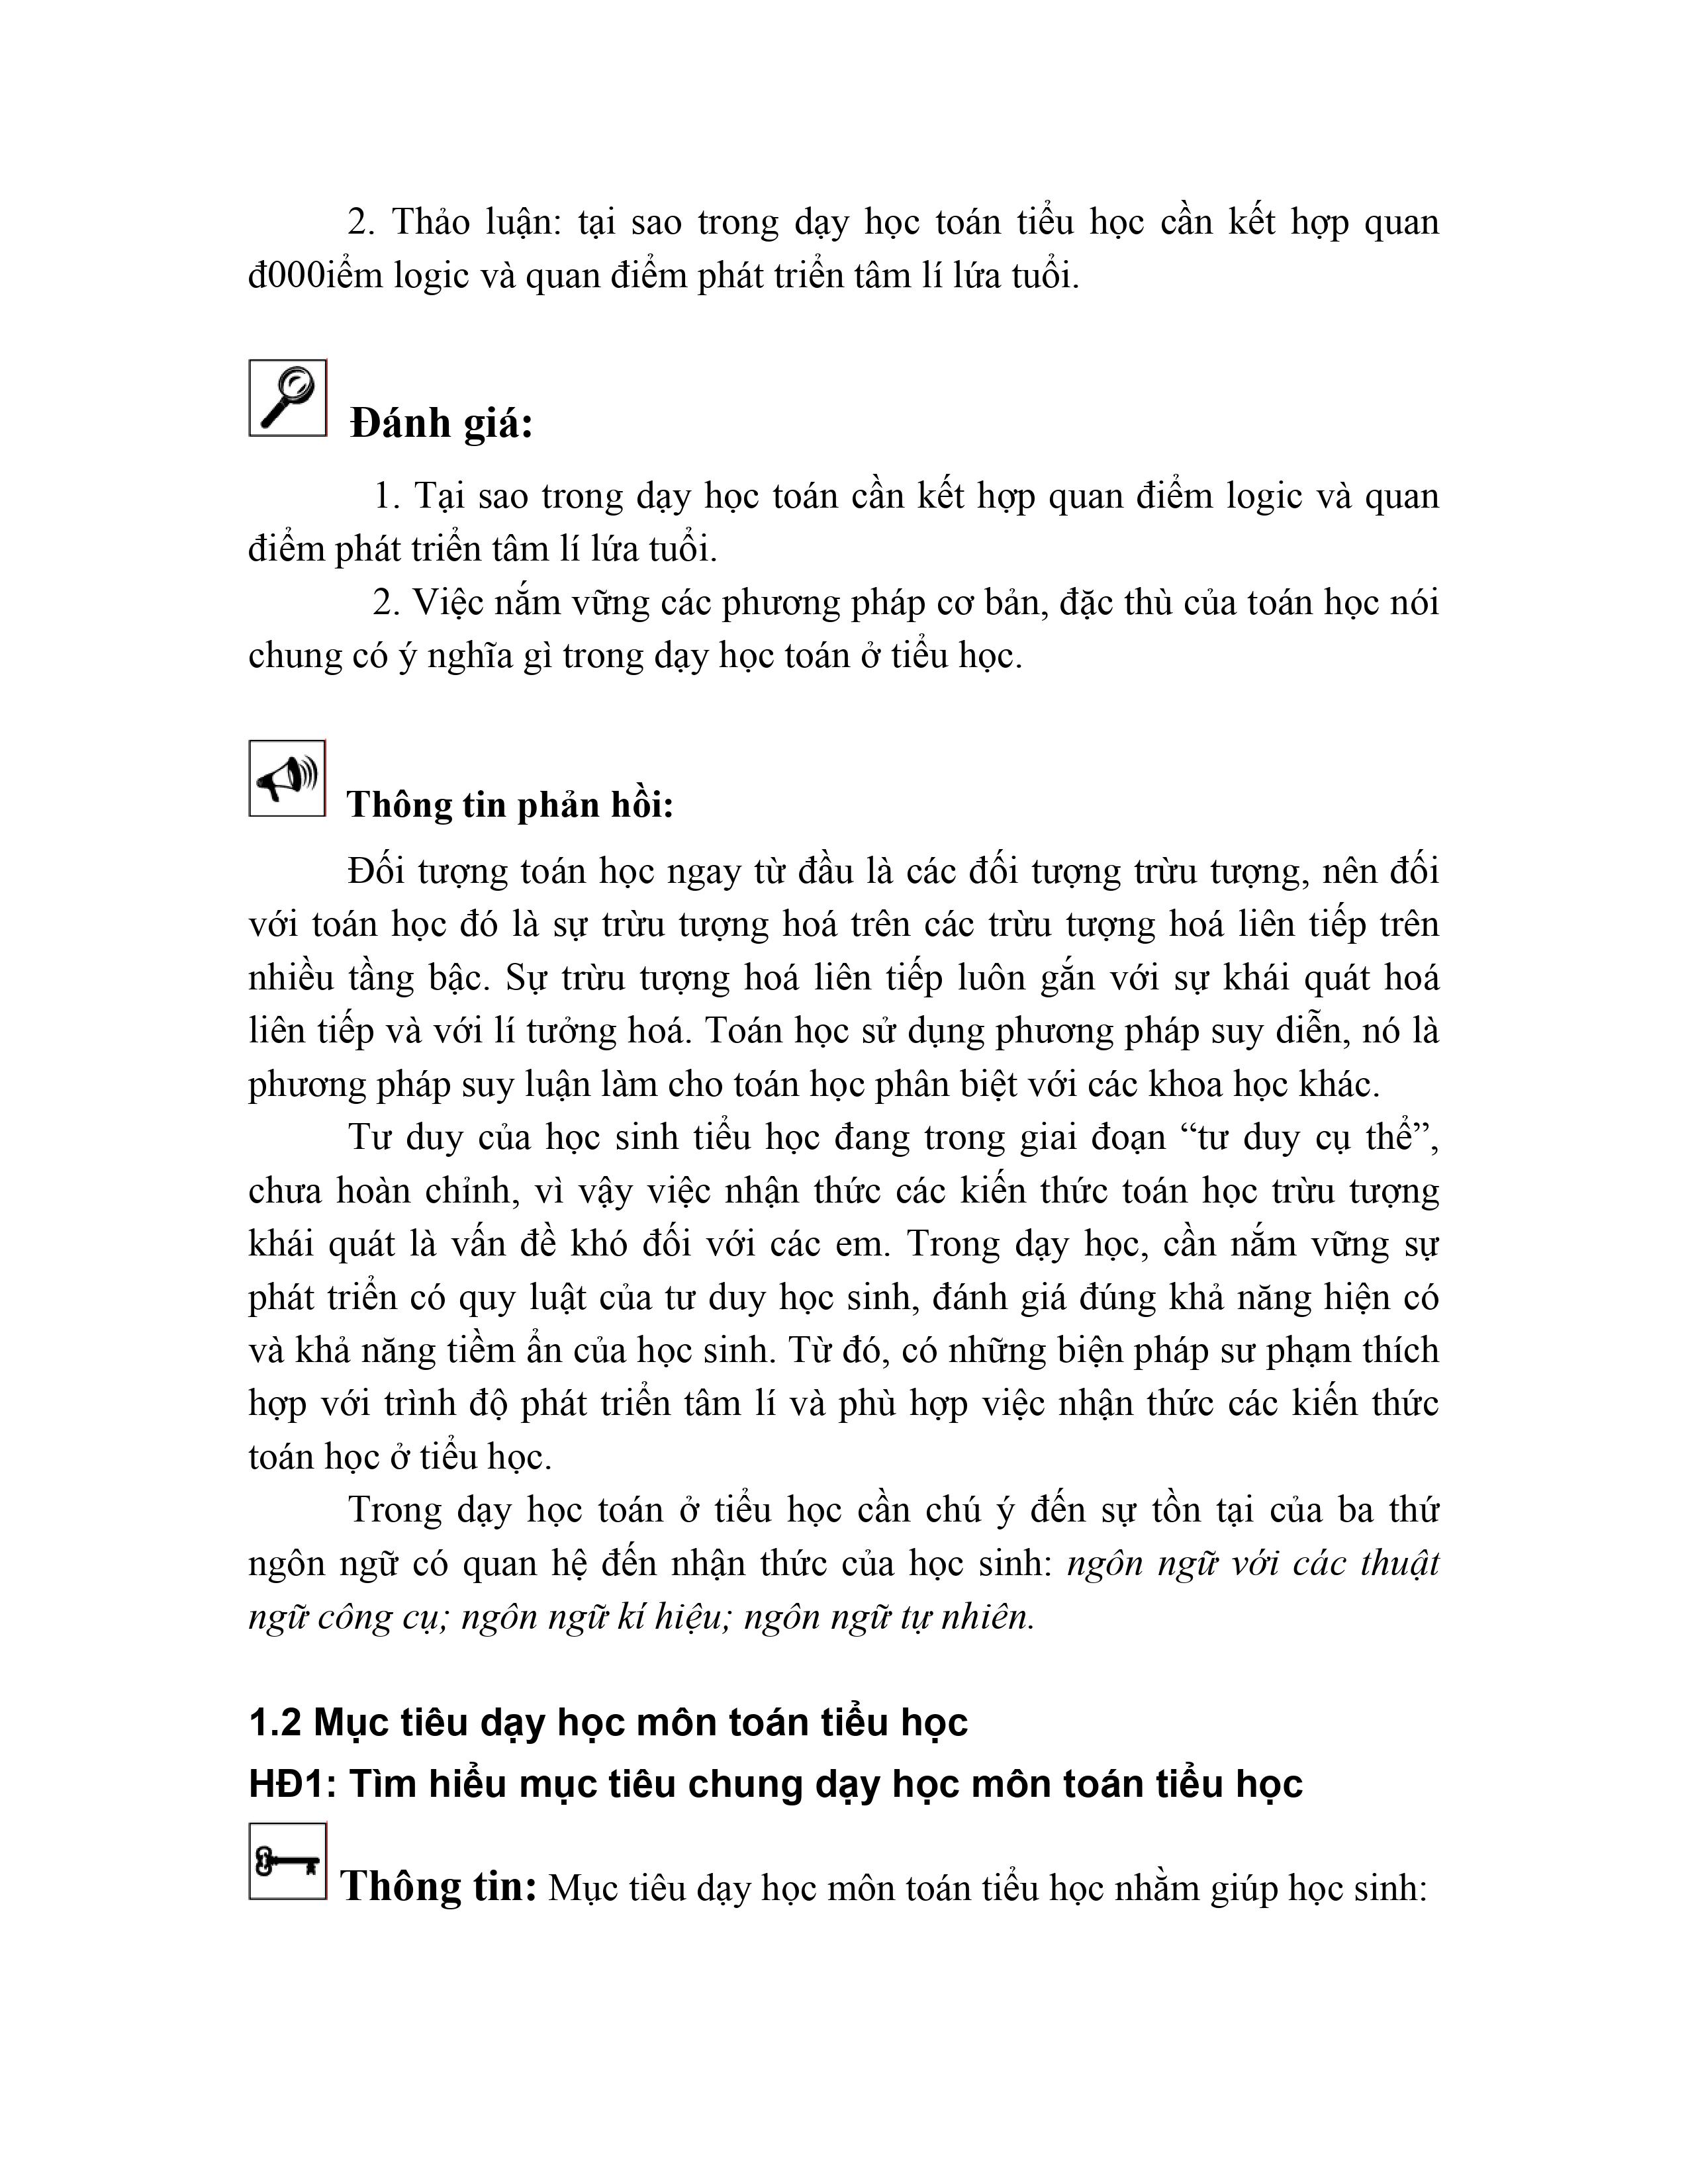 2. Thảo luận: tại sao trong dạy học toán tiểu học cần kết hợp quan
đ000iểm logic và quan điểm phát triển tâm lí lứa tuổi.
Đánh giá:
1. Tại sao trong dạy học toán cần kết hợp quan điểm logic và quan
điểm phát triển tâm lí lứa tuổi.
2. Việc nắm vững các phương pháp cơ bản, đặc thù của toán học nói
chung có ý nghĩa gì trong dạy học toán ở tiểu học.
Thông tin phản hồi:
Đối tượng toán học ngay từ đầu là các đối tượng trừu tượng, nên đối
với toán học đó là sự trừu tượng hoá trên các trừu tượng hoá liên tiếp trên
nhiều tầng bậc. Sự trừu tượng hoá liên tiếp luôn gắn với sự khái quát hoá
liên tiếp và với lí tưởng hoá. Toán học sử dụng phương pháp suy diễn, nó là
phương pháp suy luận làm cho toán học phân biệt với các khoa học khác.
Tư duy của học sinh tiểu học đang trong giai đoạn “tư duy cụ thể”,
chưa hoàn chỉnh, vì vậy việc nhận thức các kiến thức toán học trừu tượng
khái quát là vấn đề khó đối với các em. Trong dạy học, cần nắm vững sự
phát triển có quy luật của tư duy học sinh, đánh giá đúng khả năng hiện có
và khả năng tiềm ẩn của học sinh. Từ đó, có những biện pháp sư phạm thích
hợp với trình độ phát triển tâm lí và phù hợp việc nhận thức các kiến thức
toán học ở tiểu học.
Trong dạy học toán ở tiểu học cần chú ý đến sự tồn tại của ba thứ
ngôn ngữ có quan hệ đến nhận thức của học sinh: ngôn ngữ với các thuật
ngữ công cụ; ngôn ngữ kí hiệu; ngôn ngữ tự nhiên.
1.2 Mục tiêu dạy học môn toán tiểu học
HĐ1: Tìm hiểu mục tiêu chung dạy học môn toán tiểu học
Thông tin: Mục tiêu dạy học môn toán tiểu học nhằm giúp học sinh: